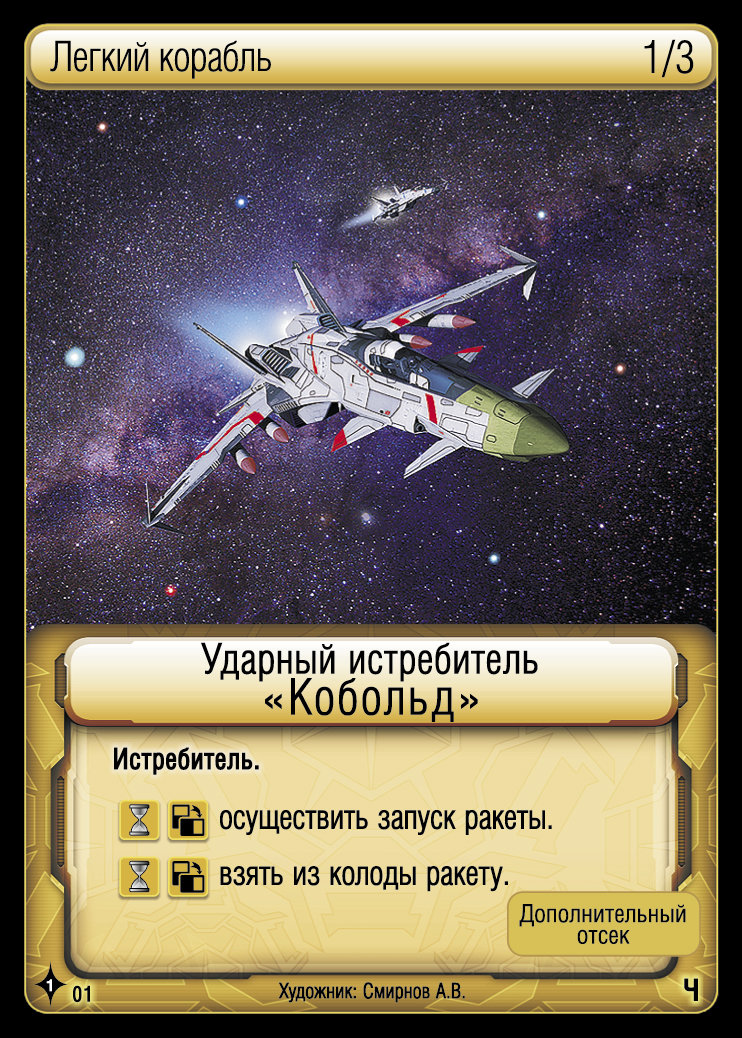 Легкий корабль 1/3
Ударный истребитель
«Кобольд»
Истребитель.
осуществить запуск ракеты.
взять из колоды ракету.
Дополнительный
отсек
1 01 Художник: Смирнов А.В. Ч